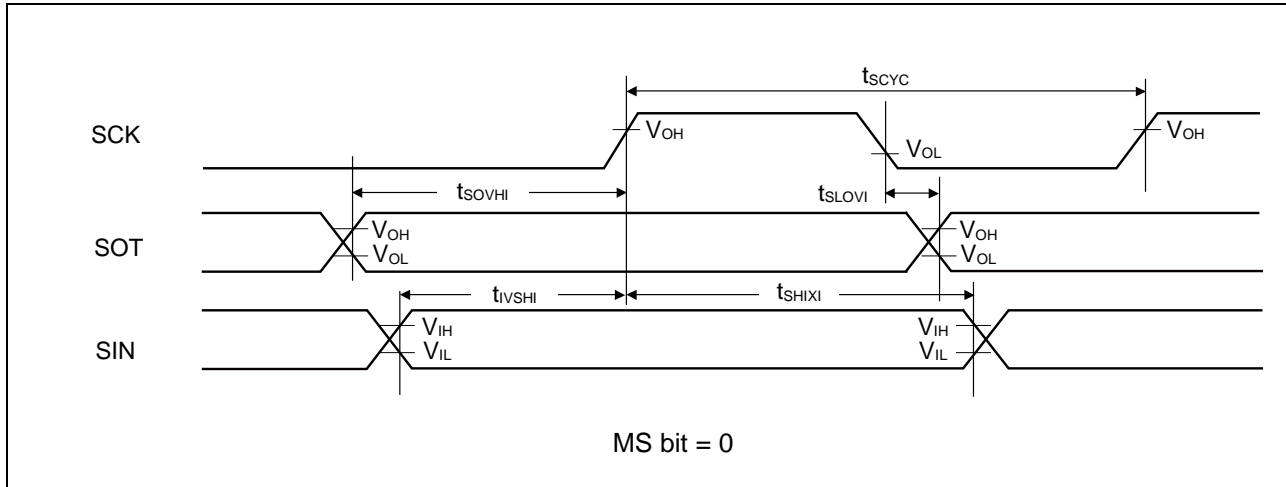 tSCYC
SCK
VOH
VOL
VOH
tSOVHI
tSLOVI
SOT
VOH
VOL
VOH
VOL
tIVSHI
tSHIXI
SIN
VIH
VIL
VIH
VIL
MS bit = 0